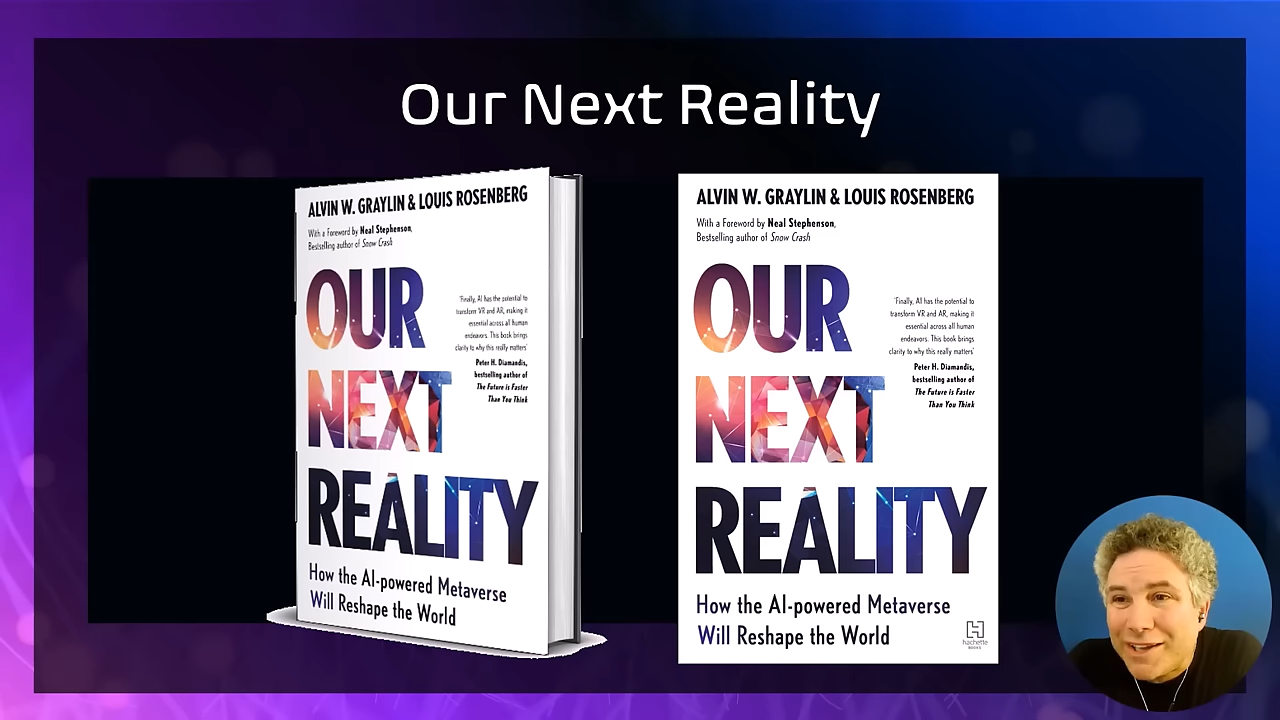 Our Next Reality
ALVIN W. GRAYLIN & LOUIS ROSENBERG
With a Foreword by Neal Stephenson,
Bestselling author of Snow Crash
OUR
'Finally, AI has the potential to
transform VR and AR, making it
essential across all human
endeavors. This book brings
clarity to why this really matters'
Peter H. Diamandis,
bestselling author of
The Future is Faster
Than You Think
NEXT
REALITY
How the AI-powered Metaverse
Will Reshape the World
ALVIN W. GRAYLIN & LOUIS ROSENBERG
With a Foreword by Neal Stephenson,
Bestselling author of Snow Crash
OUR
'Finally, AI has the potential to
transform VR and AR, making it
essential across all human
endeavors. This book brings
clarity to why this really matters'
Peter H. Diamandis,
bestselling author of
The Future is Faster
Than You Think
NEXT
REALITY
How the AI-powered Metaverse
Will Reshape the World
hachette
BOOKS